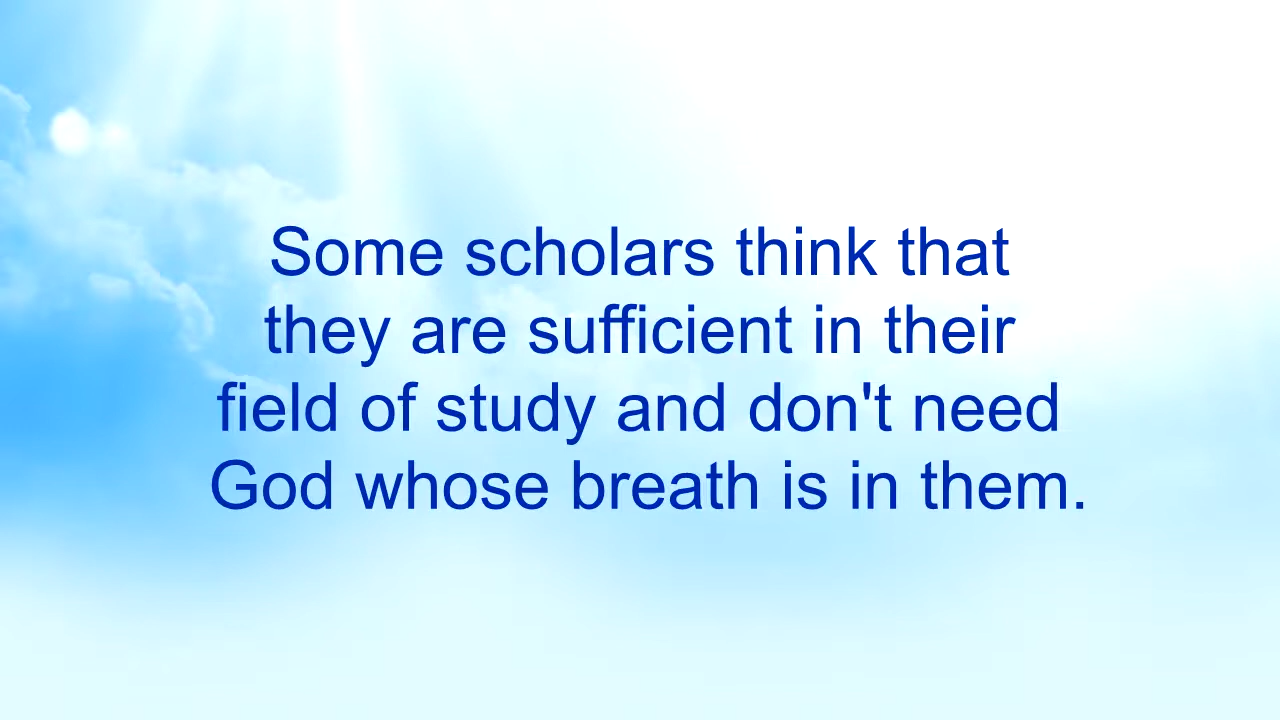 Some scholars think that
they are sufficient in their
field of study and don't need
God whose breath is in them.